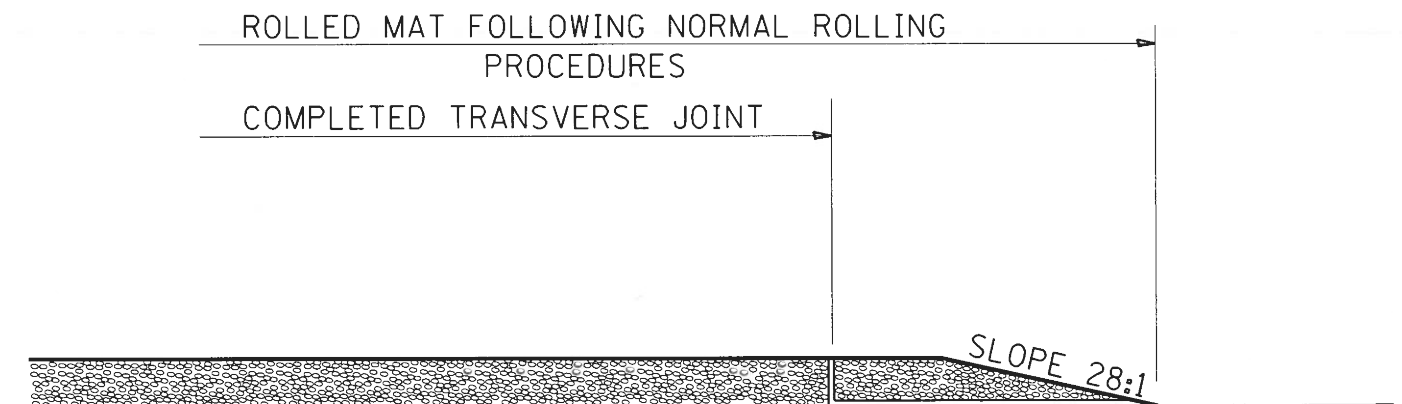 ROLLED MAT FOLLOWING NORMAL ROLLING
PROCEDURES
COMPLETED TRANSVERSE JOINT
SLOPE 28:1